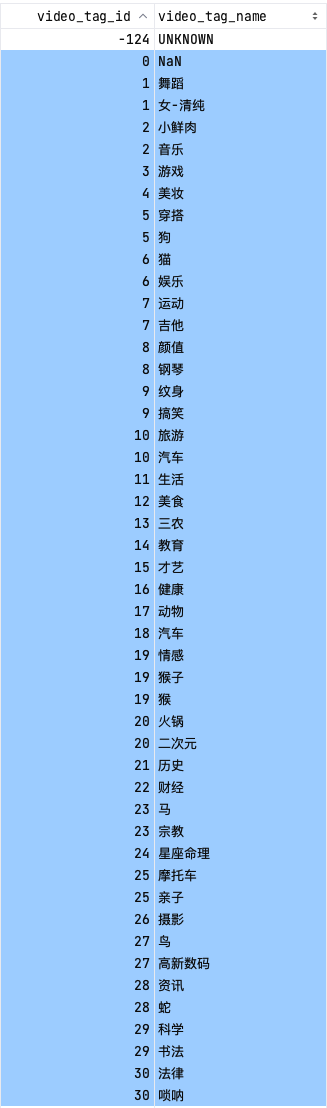 video_tag_id video_tag_name
-124 UNKNOWN
0 NaN
1 舞蹈
1 女-清纯
2 小鲜肉
2 音乐
3 游戏
4 美妆
5 穿搭
5 狗
6 猫
6 娱乐
7 运动
7 吉他
8 颜值
8 钢琴
9 纹身
9 搞笑
10 旅游
10 汽车
11 生活
12 美食
13 三农
14 教育
15 才艺
16 健康
17 动物
18 汽车
19 情感
19 猴子
19 猴
20 火锅
20 二次元
21 历史
22 财经
23 马
23 宗教
24 星座命理
25 摩托车
25 亲子
26 摄影
27 鸟
27 高新数码
28 资讯
28 蛇
29 科学
29 书法
30 法律
30 唢呐